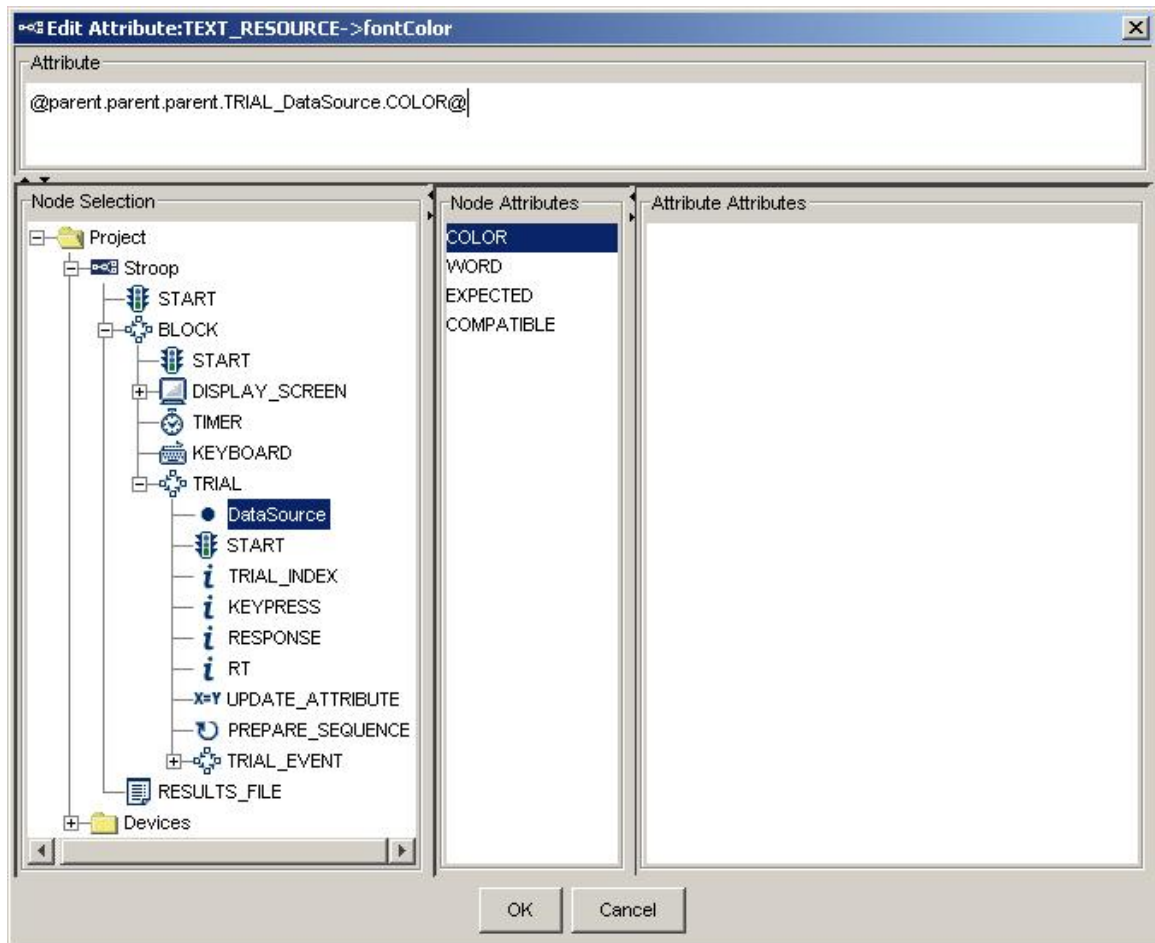 Edit Attribute:TEXT_RESOURCE->fontColor
Attribute
@parent.parent.parent.TRIAL_DataSource.COLOR@
Node Selection
Project
Stroop
START
BLOCK
START
DISPLAY_SCREEN
TIMER
KEYBOARD
TRIAL
DataSource
START
TRIAL_INDEX
KEYPRESS
RESPONSE
RT
X=Y UPDATE_ATTRIBUTE
PREPARE_SEQUENCE
TRIAL_EVENT
RESULTS_FILE
Devices
Node Attributes
COLOR
WORD
EXPECTED
COMPATIBLE
Attribute Attributes
OK
Cancel